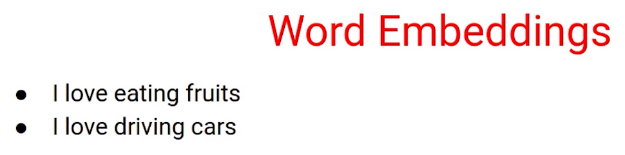 Word Embeddings
● I love eating fruits
● I love driving cars